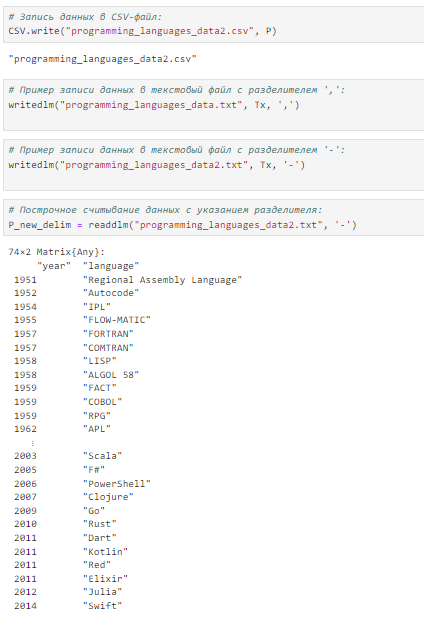 # Запись данных в CSV-файл:
CSV.write("programming_languages_data2.csv", P)
"programming_languages_data2.csv"
# Пример записи данных в текстовый файл с разделителем ',':
writedlm("programming_languages_data.txt", Tx, ',')
# Пример записи данных в текстовый файл с разделителем '-':
writedlm("programming_languages_data2.txt", Tx, '-')
# Построчное считывание данных с указанием разделителя:
P_new_delim = readdlm("programming_languages_data2.txt", '-')
74×2 Matrix{Any}:
"year" "language"
1951 "Regional Assembly Language"
1952 "Autocode"
1954 "IPL"
1955 "FLOW-MATIC"
1957 "FORTRAN"
1957 "COMTRAN"
1958 "LISP"
1958 "ALGOL 58"
1959 "FACT"
1959 "COBOL"
1959 "RPG"
1962 "APL"
⋮
2003 "Scala"
2005 "F#"
2006 "PowerShell"
2007 "Clojure"
2009 "Go"
2010 "Rust"
2011 "Dart"
2011 "Kotlin"
2011 "Red"
2011 "Elixir"
2012 "Julia"
2014 "Swift"